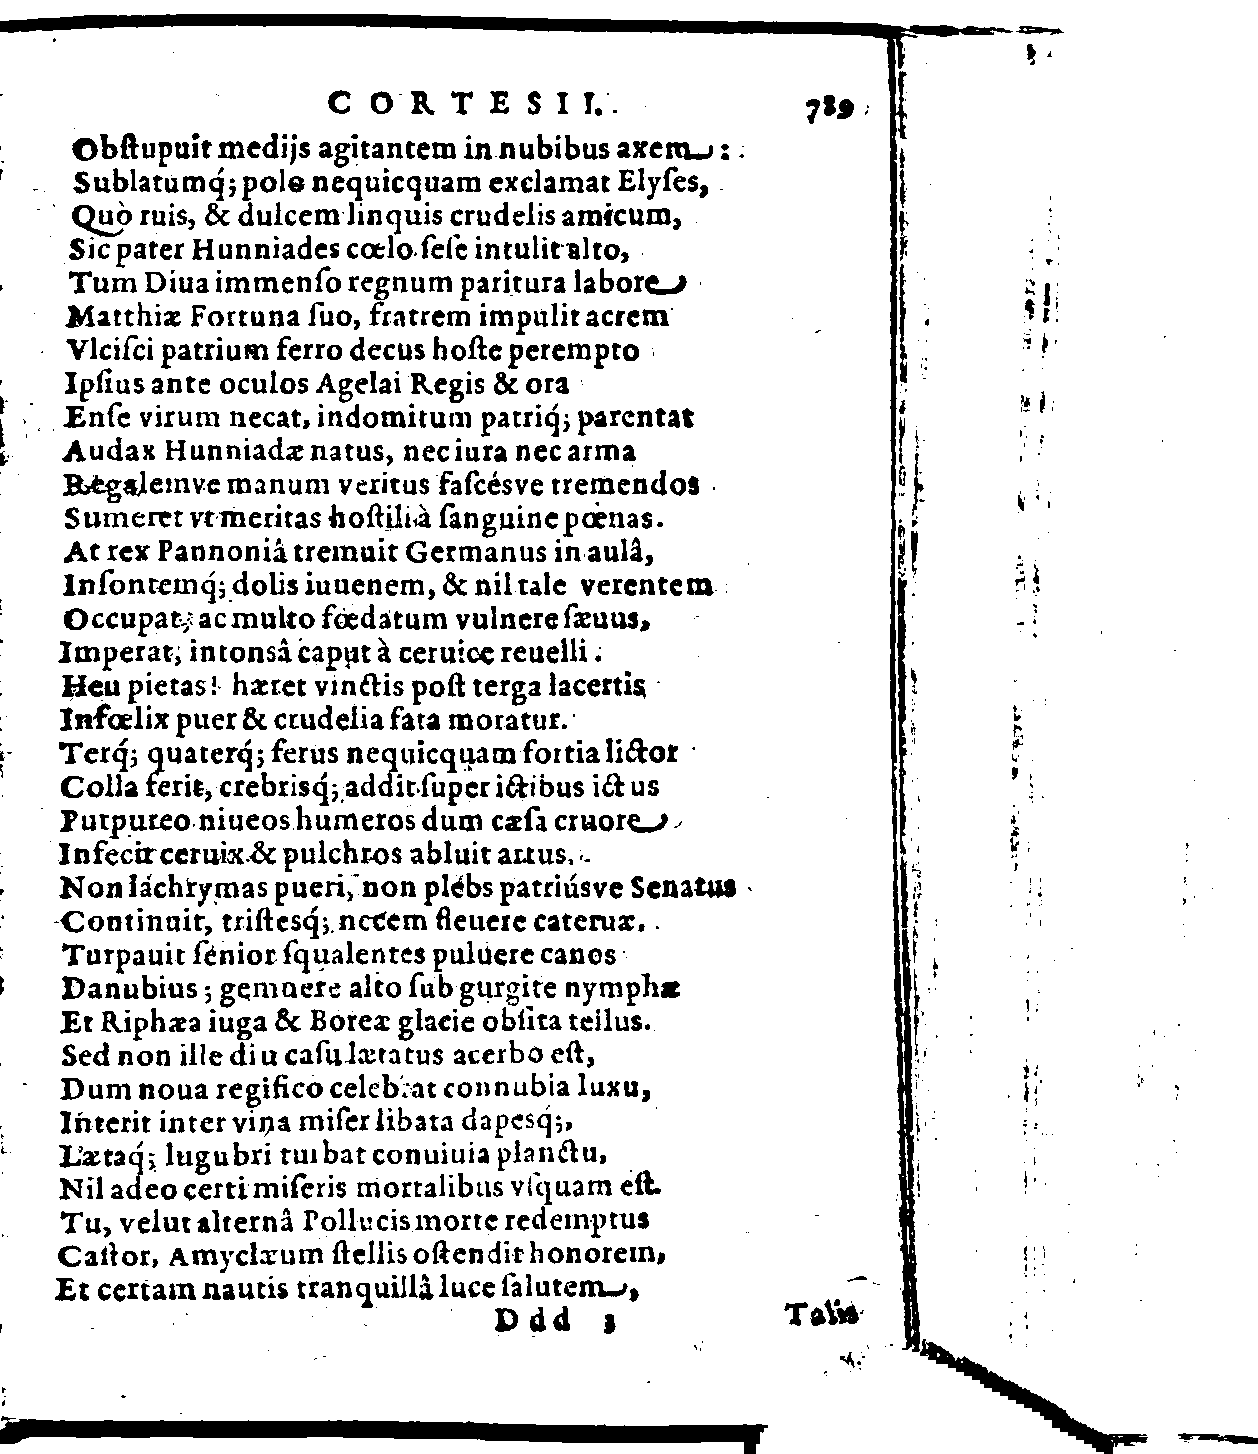 CORTESII. 789
Obſtupuit medijs agitantem in nubibus axem:
Sublatumq́; polo nequicquam exclamat Elyſes,
Quò ruis, & dulcem linquis crudelis amicum,
Sic pater Hunniades cœlo ſeſe intulit alto,
Tum Diua immenſo regnum paritura labore
Matthiæ Fortuna ſuo, fratrem impulit acrem
Vlciſci patrium ferro decus hoſte perempto
Ipſius ante oculos Agelai Regis & ora
Enſe virum necat, indomitum patriq́; parentat
Audax Hunniadæ natus, nec iura nec arma
Regalemve manum veritus faſcésve tremendos
Sumeret vt meritas hoſtili à ſanguine pœnas.
At rex Pannoniâ tremuit Germanus in aulâ,
Inſontemq́; dolis iuuenem, & nil tale verentem
Occupat, ac multo fœdatum vulnere ſæuus,
Imperat, intonsâ caput à ceruice reuelli.
Heu pietas! hæret vinctis poſt terga lacertis
Infœlix puer & crudelia fata moratur.
Terq́; quaterq́; ferus nequicquam fortia lictor
Colla ferit, crebrisq́; addit ſuper ictibus ictus
Purpureo niueos humeros dum cæſa cruore
Infecit ceruix & pulchros abluit artus.
Non láchrymas pueri, non plébs patriúsve Senatus
Continuit, triſtesq́; necem fleuere cateruæ.
Turpauit ſénior ſqualentes puluere canos
Danubius; gemuere alto ſub gurgite nymphæ
Et Riphæa iuga & Boreæ glacie obſita tellus.
Sed non ille diu caſu lætatus acerbo eſt,
Dum noua regifico celebrat connubia luxu,
Interit inter vina miſer libata dapesq́;,
Lætaq́; lugubri turbat conuiuia planctu,
Nil adeo certi miſeris mortalibus vſquam eſt.
Tu, velut alternâ Pollucis morte redemptus
Caſtor, Amyclæum ſtellis oſtendit honorem,
Et certam nautis tranquillâ luce ſalutem,
Ddd 3 Talis